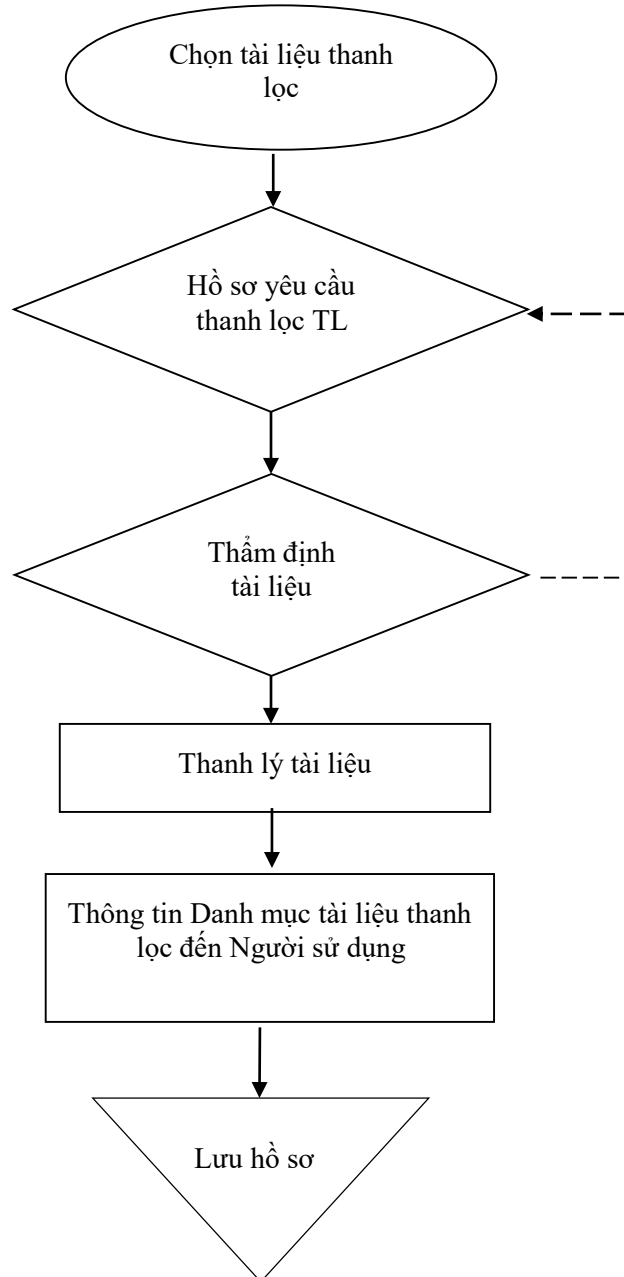 Chọn tài liệu thanh
lọc
Hồ sơ yêu cầu
thanh lọc TL
Thẩm định
tài liệu
Thanh lý tài liệu
Thông tin Danh mục tài liệu thanh
lọc đến Người sử dụng
Lưu hồ sơ